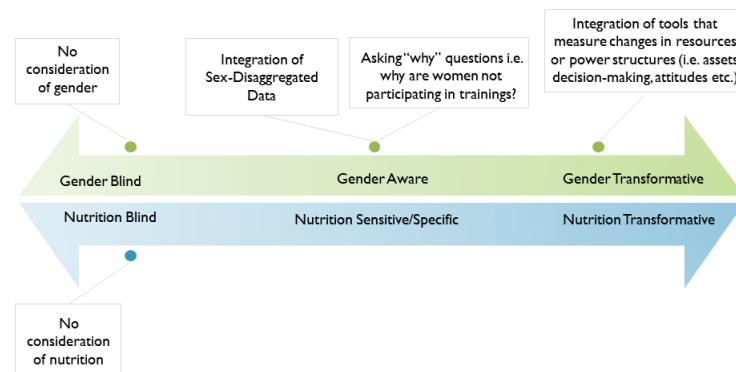 No
consideration
of gender
Integration of
Sex-Disaggregated
Data
Asking “why” questions i.e.
why are women not
participating in trainings?
Integration of tools that
measure changes in resources
or power structures (i.e. assets
decision-making, attitudes etc.)
Gender Blind
Gender Aware
Gender Transformative
Nutrition Blind
Nutrition Sensitive/Specific
Nutrition Transformative
No
consideration
of nutrition